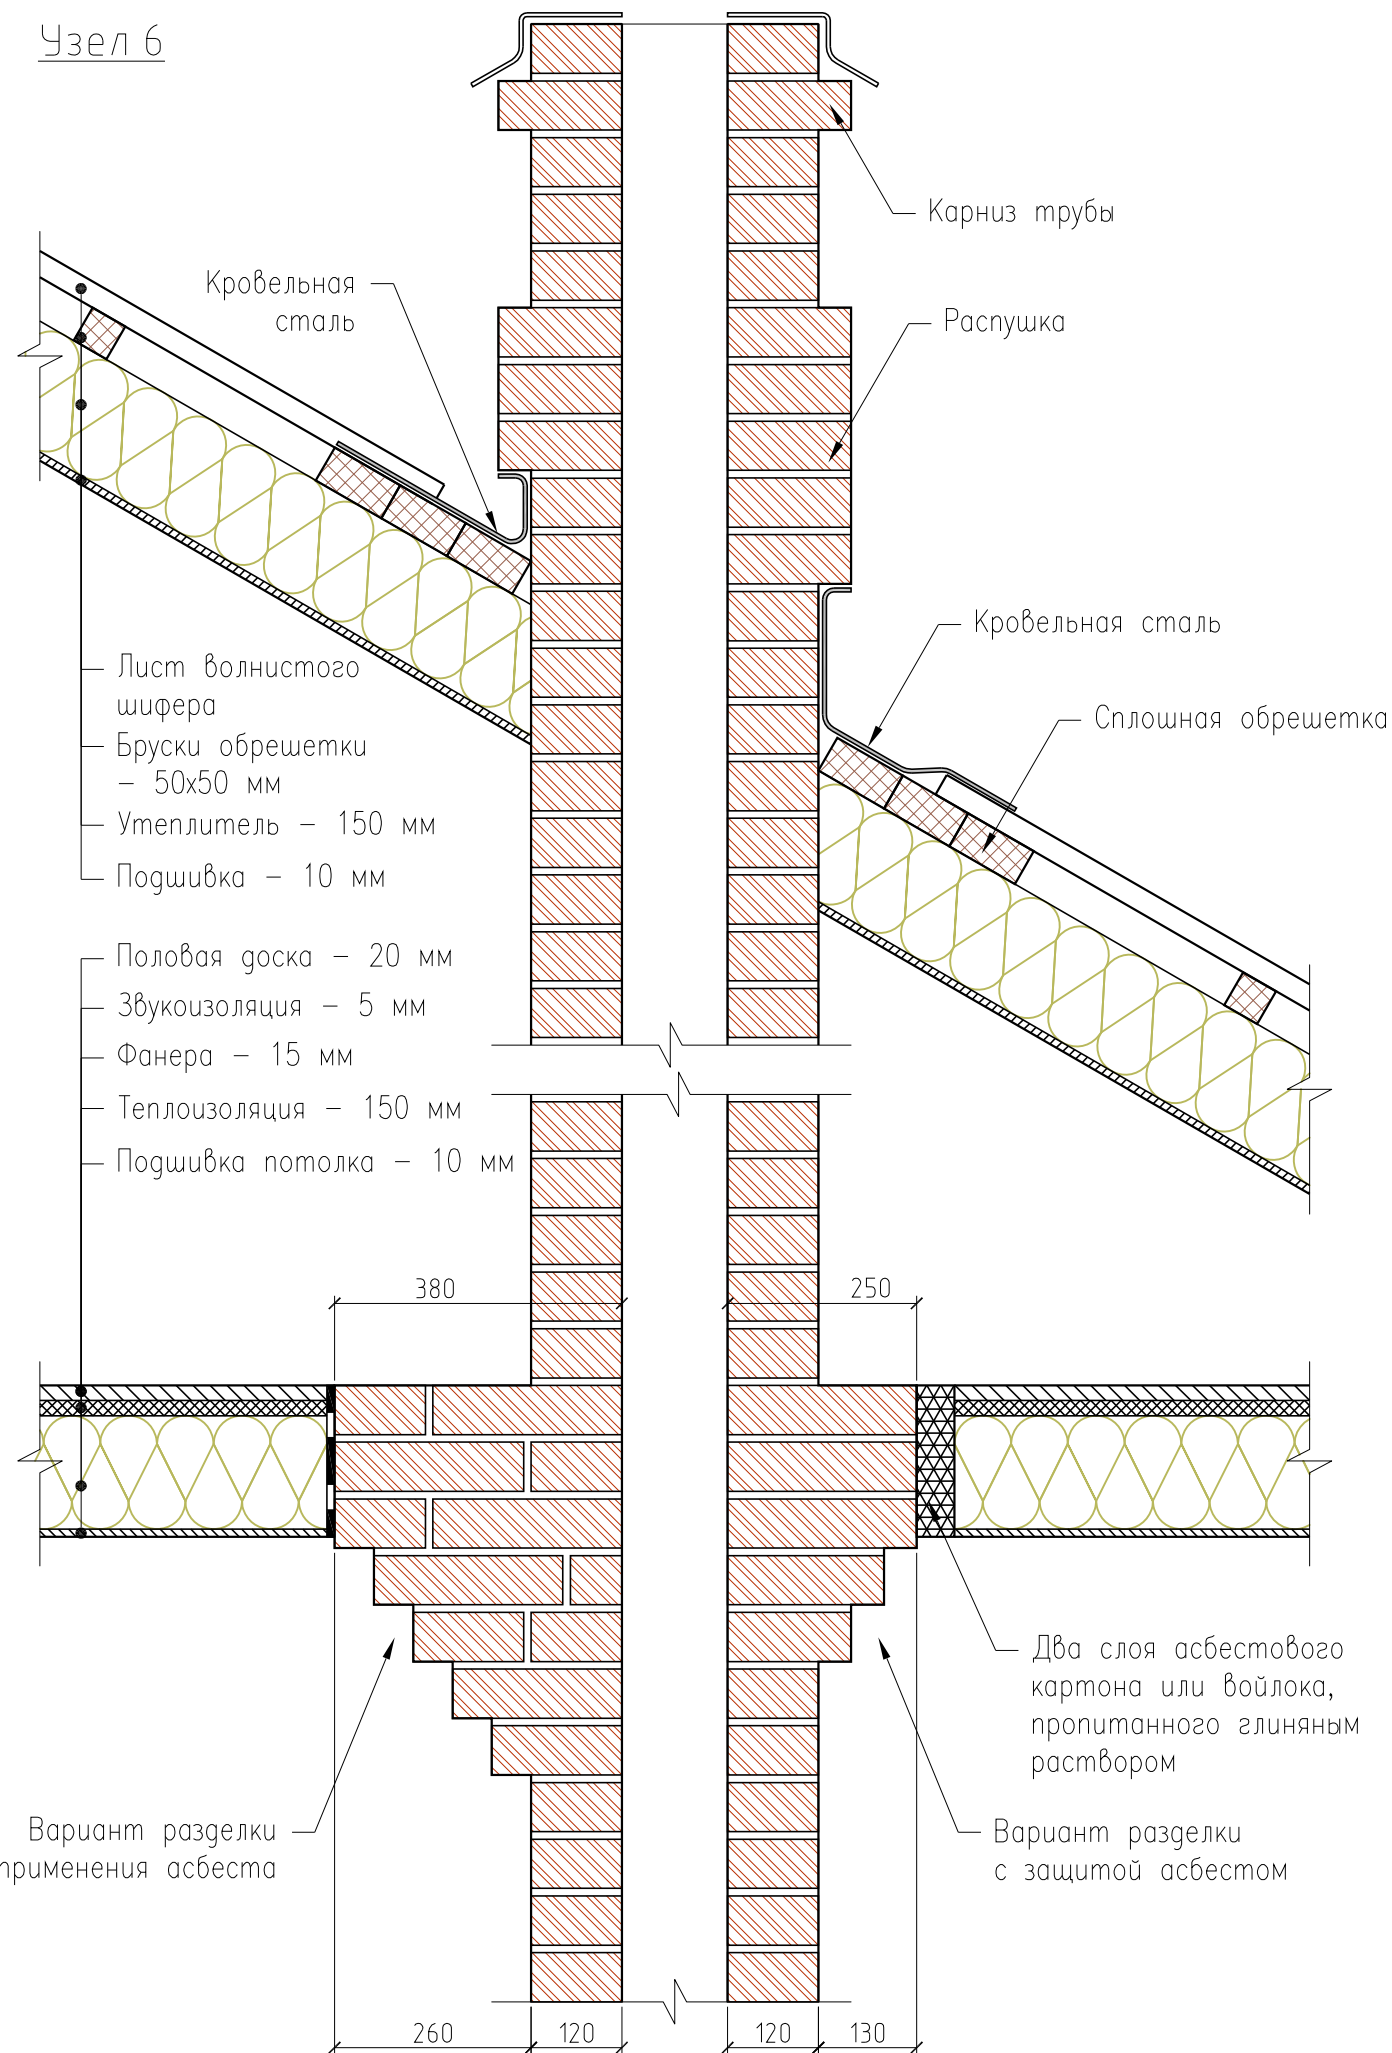 Узел 6
Карниз трубы
Кровельная
сталь
Распушка
Кровельная сталь
Сплошная обрешетка
Лист волнистого
шифера
Бруски обрешетки
– 50х50 мм
Утеплитель – 150 мм
Подшивка – 10 мм
Половая доска – 20 мм
Звукоизоляция – 5 мм
Фанера – 15 мм
Теплоизоляция – 150 мм
Подшивка потолка – 10 мм
380
250
Два слоя асбестового
картона или войлока,
пропитанного глиняным
раствором
Вариант разделки
применения асбеста
Вариант разделки
с защитой асбестом
260
120
120
130